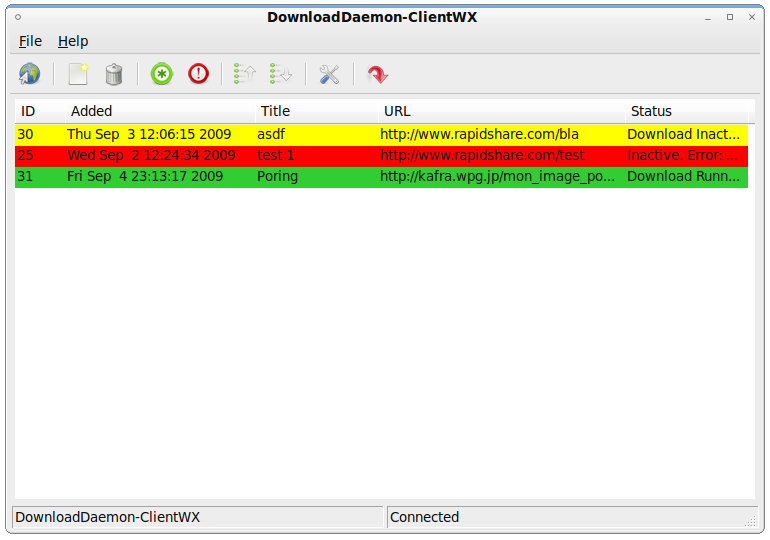 DownloadDaemon-ClientWX
File Help
ID Added Title URL Status
30 Thu Sep  3 12:06:15 2009 asdf http://www.rapidshare.com/bla Download Inact...
25 Wed Sep  2 12:24:34 2009 test 1 http://www.rapidshare.com/test Inactive. Error: ...
31 Fri Sep  4 23:13:17 2009 Poring http://kafra.wpg.jp/mon_image_po... Download Runn...
DownloadDaemon-ClientWX Connected